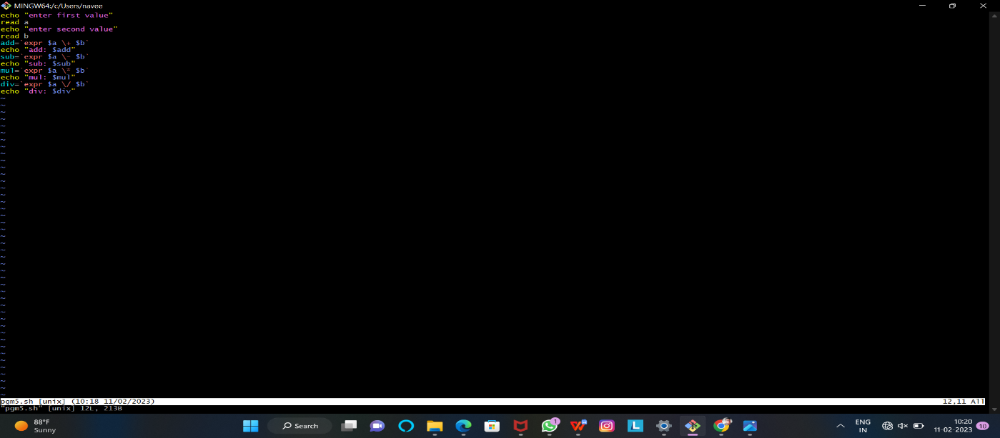 MINGW64:/c/Users/navee
echo "enter first value"
read a
echo "enter second value"
read b
add=`expr $a \+ $b`
echo "add: $add"
sub=`expr $a \- $b`
echo "sub: $sub"
mul=`expr $a \* $b`
echo "mul: $mul"
div=`expr $a \/ $b`
echo "div: $div"
pgm5.sh [unix] (10:18 11/02/2023) 12,11 All
"pgm5.sh" [unix] 12L, 213B
88°F
Sunny
Search
1
W
L
ENG
IN
10:20
11-02-2023
10